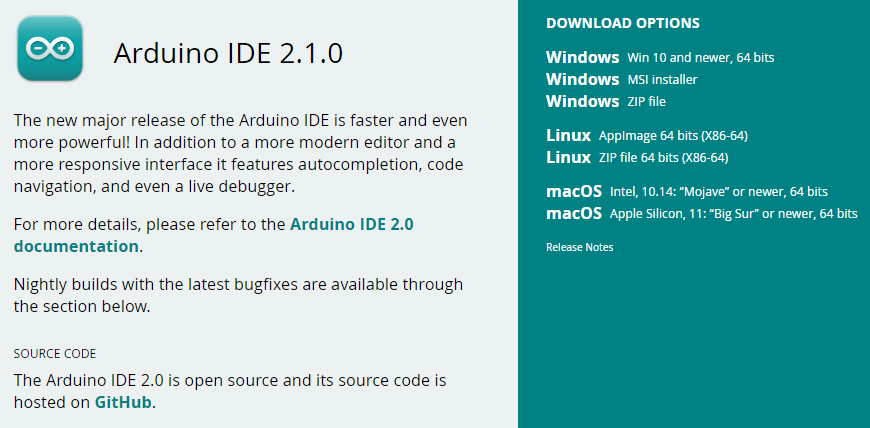 Arduino IDE 2.1.0
The new major release of the Arduino IDE is faster and even
more powerful! In addition to a more modern editor and a
more responsive interface it features autocompletion, code
navigation, and even a live debugger.
For more details, please refer to the Arduino IDE 2.0
documentation.
Nightly builds with the latest bugfixes are available through
the section below.
SOURCE CODE
The Arduino IDE 2.0 is open source and its source code is
hosted on GitHub.
DOWNLOAD OPTIONS
Windows Win 10 and newer, 64 bits
Windows MSI installer
Windows ZIP file
Linux AppImage 64 bits (X86-64)
Linux ZIP file 64 bits (X86-64)
macOS Intel, 10.14: “Mojave” or newer, 64 bits
macOS Apple Silicon, 11: “Big Sur” or newer, 64 bits
Release Notes